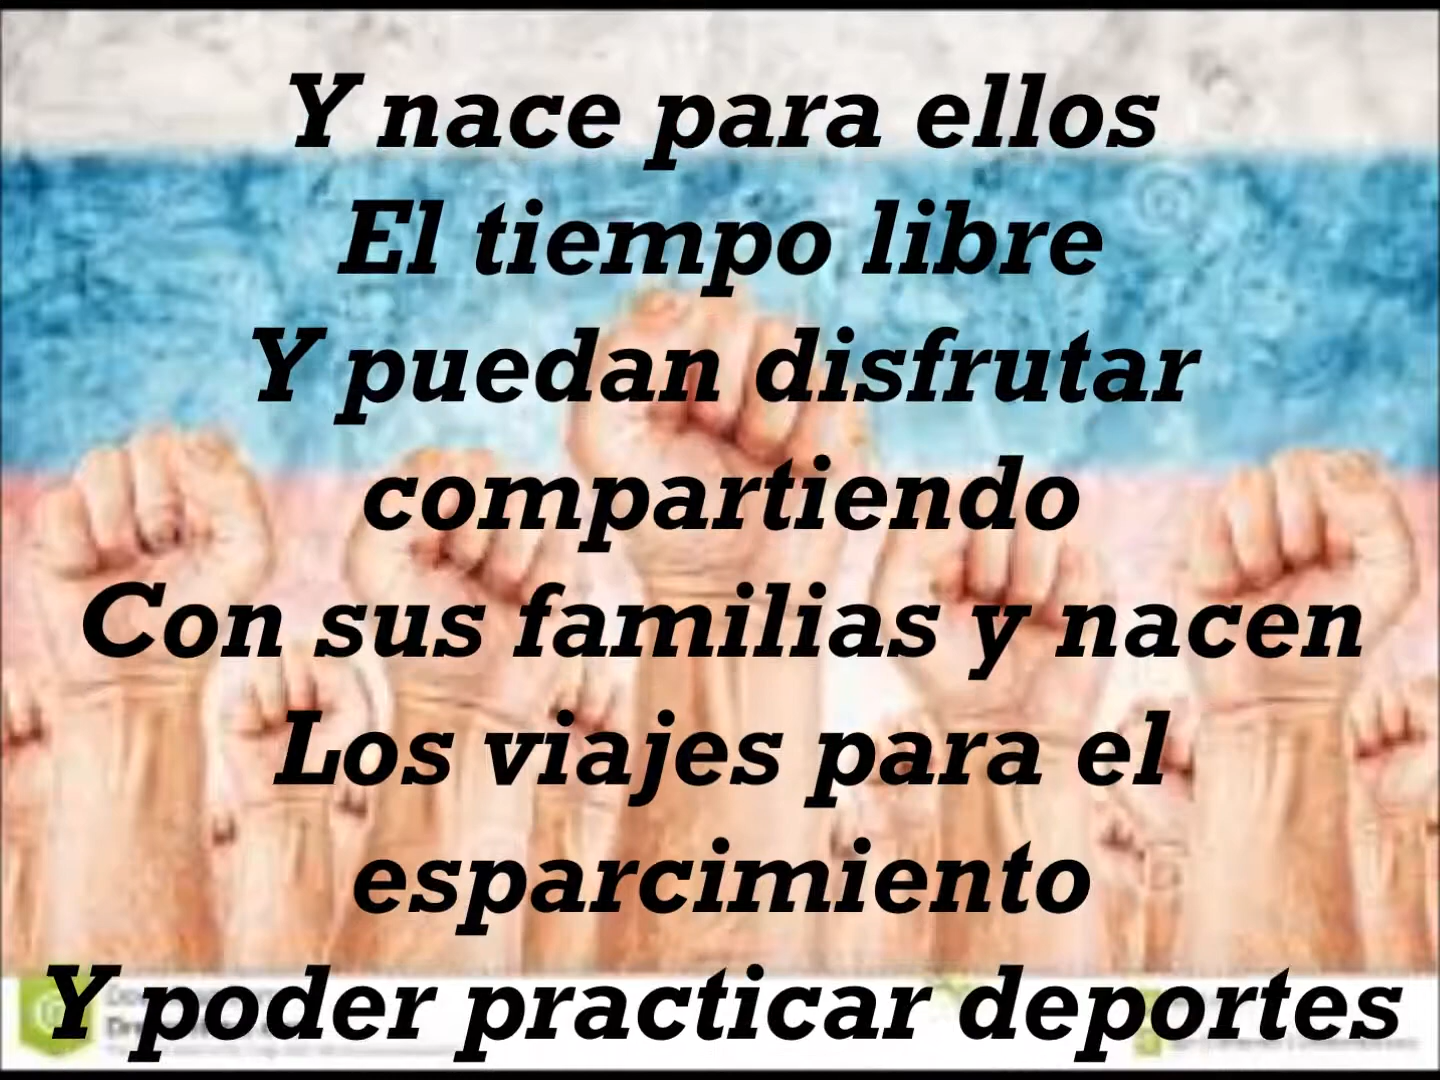 Y nace para ellos
El tiempo libre
Y puedan disfrutar
compartiendo
Con sus familias y nacen
Los viajes para el
esparcimiento
Y poder practicar deportes